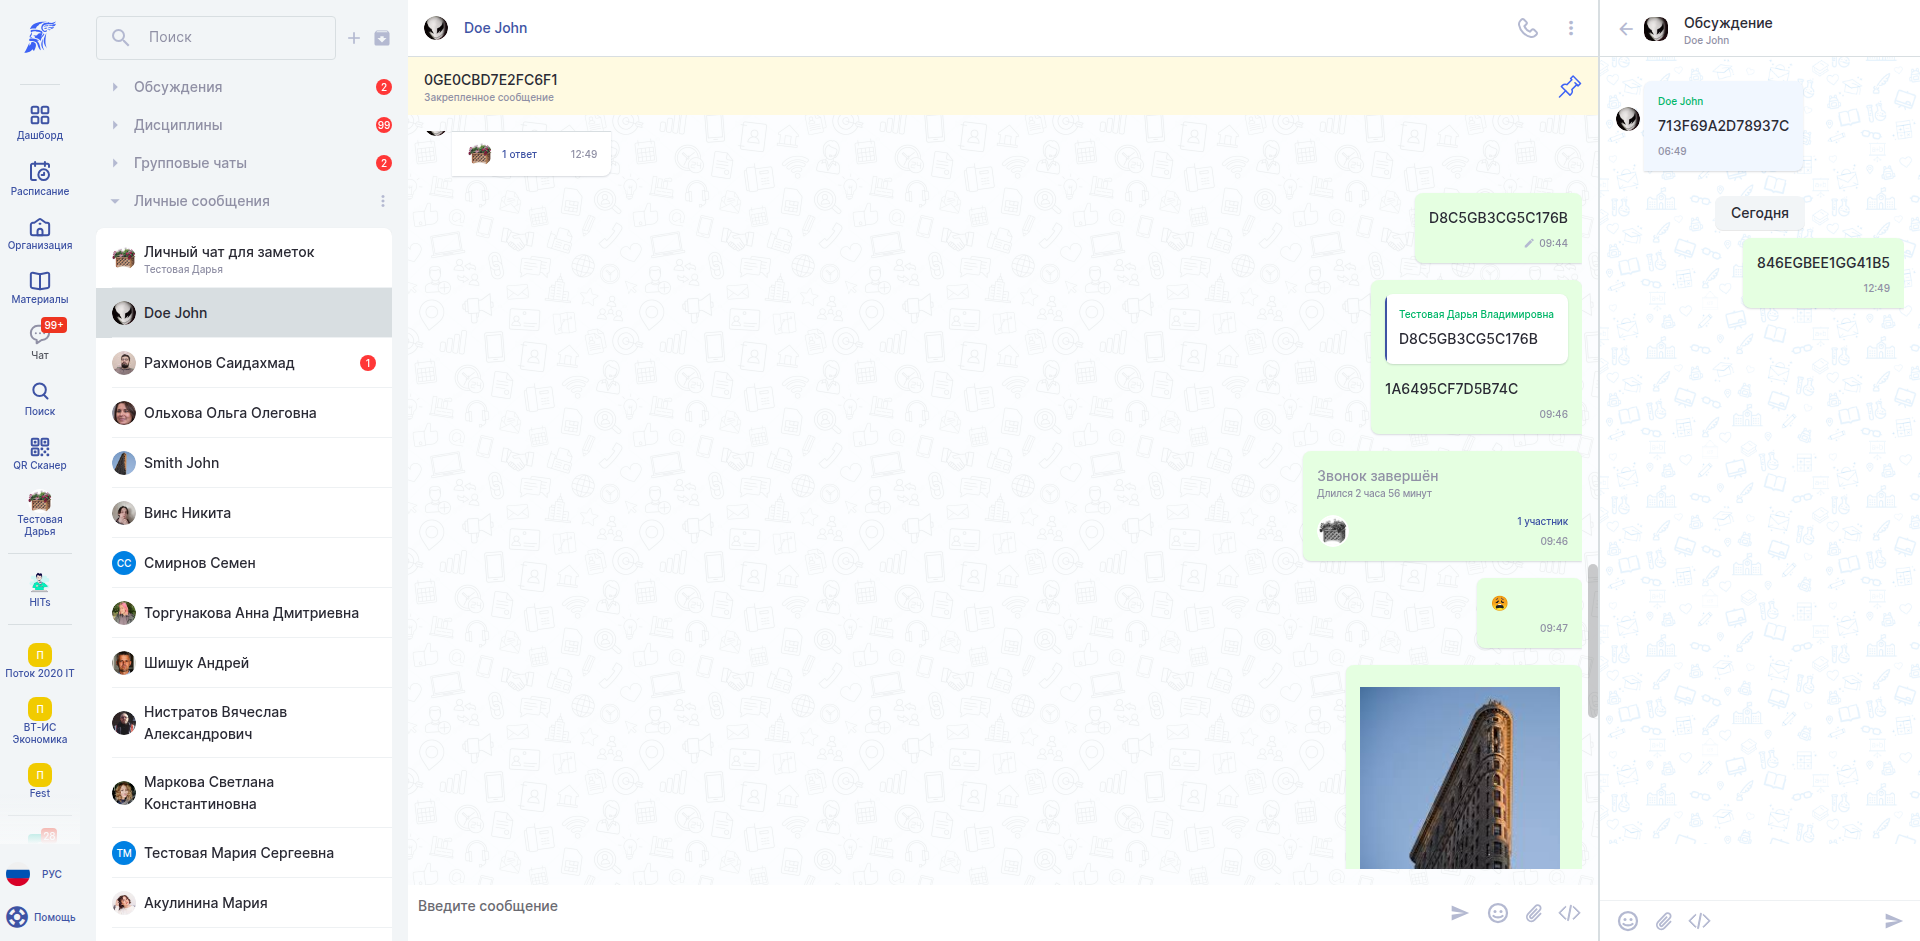 Дашборд
Расписание
Организация
Материалы
99+
Чат
Поиск
QR Сканер
Тестовая
Дарья
HITs
П
Поток 2020 IT
П
ВТ-ИС
Экономика
П
Fest
28
РУС
Помощь
Поиск
Обсуждения
2
Дисциплины
99
Групповые чаты
2
Личные сообщения
Личный чат для заметок
Тестовая Дарья
Doe John
Рахмонов Саидахмад
1
Ольхова Ольга Олеговна
Smith John
Винс Никита
СС
Смирнов Семен
Торгунакова Анна Дмитриевна
Шишук Андрей
Нистратов Вячеслав
Александрович
Маркова Светлана
Константиновна
ТМ
Тестовая Мария Сергеевна
Акулинина Мария
Doe John
0GE0CBD7E2FC6F1
Закрепленное сообщение
1 ответ 12:49
D8C5GB3CG5C176B
09:44
Тестовая Дарья Владимировна
D8C5GB3CG5C176B
1A6495CF7D5B74C
09:46
Звонок завершён
Длился 2 часа 56 минут
1 участник
09:46
09:47
Введите сообщение
Обсуждение
Doe John
Doe John
713F69A2D78937C
06:49
Сегодня
846EGBEE1GG41B5
12:49